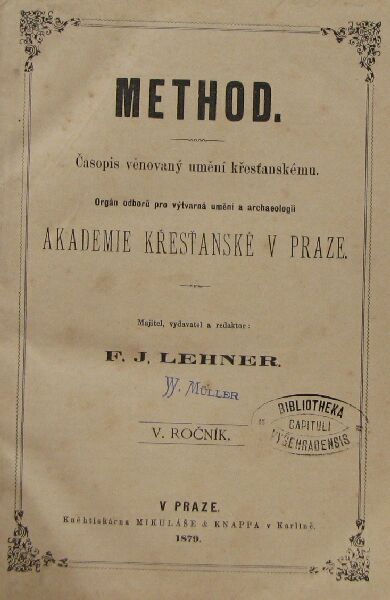 METHOD.
Časopis věnovaný umění křesťanskému.
Orgán odborů pro výtvarná umění a archaeologii
AKADEMIE KŘESŤANSKÉ V PRAZE.
Majitel, vydavatel a redaktor:
F. J. LEHNER.
W. MÜLLER
BIBLIOTHEKA
CAPITULI
VYŠEHRADENSIS
V. ROČNÍK.
V PRAZE.
Knihtiskárna MIKULÁŠE & KNAPPA v Karlíně.
1879.